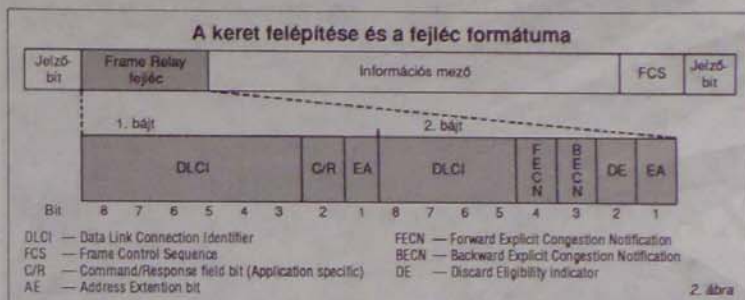 A keret felépítése és a fejléc formátuma
Jelző-
bit
Frame Relay
fejléc
Információs mező
FCS
Jelző-
bit
1. bájt
2. bájt
DLCI
C/R
EA
DLCI
FECN
BECN
DE
EA
Bit 8 7 6 5 4 3 2 1 8 7 6 5 4 3 2 1
DLCI — Data Link Connection Identifier
FCS — Frame Control Sequence
C/R — Command/Response field bit (Application specific)
AE — Address Extention bit
FECN — Forward Explicit Congestion Notification
BECN — Backward Explicit Congestion Notification
DE — Discard Eligibility Indicator
2. ábra